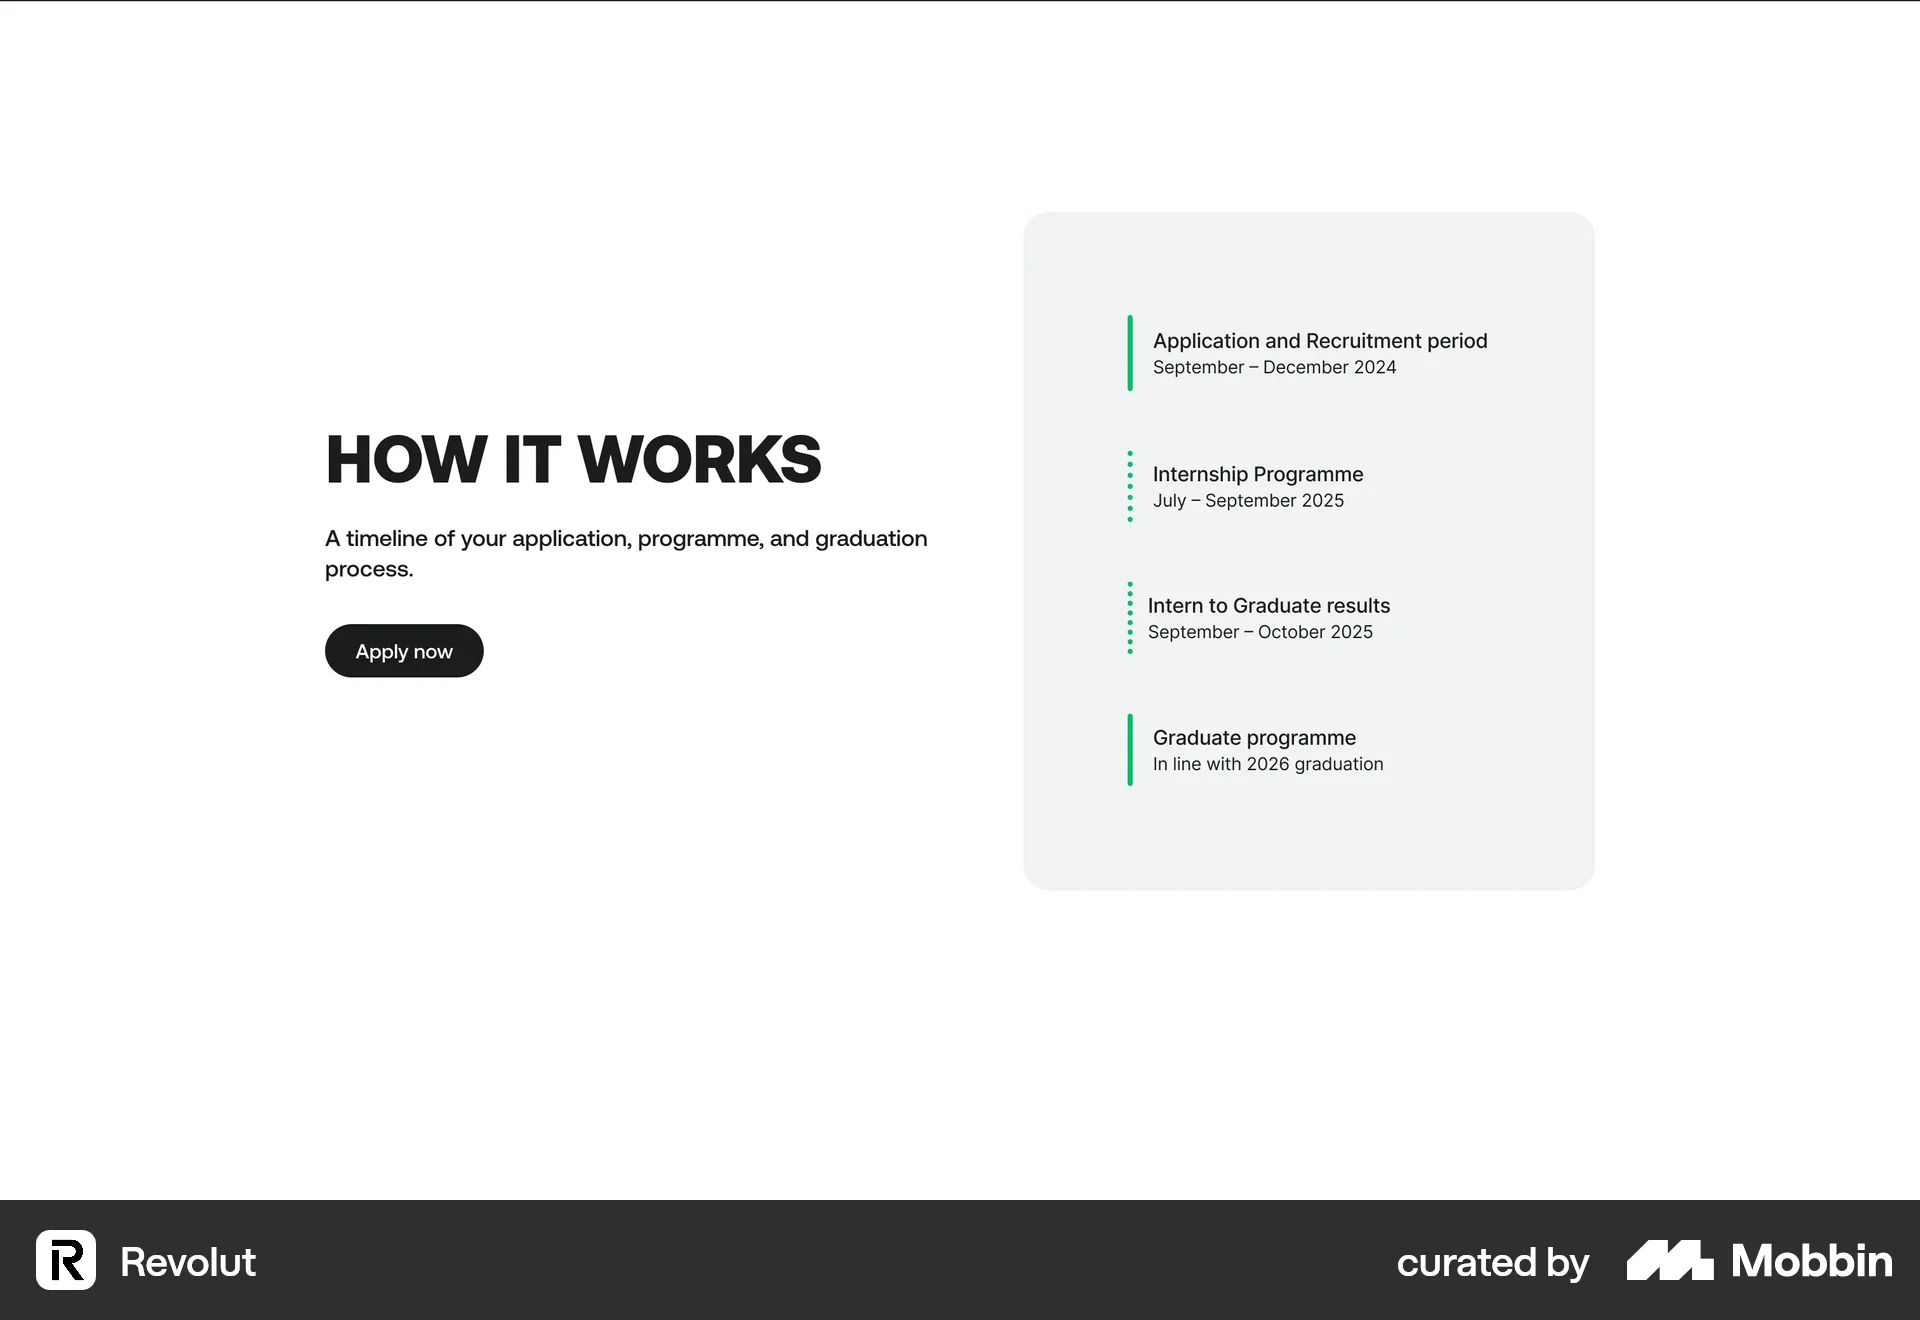 HOW IT WORKS
A timeline of your application, programme, and graduation
process.
Apply now
Application and Recruitment period
September – December 2024
Internship Programme
July – September 2025
Intern to Graduate results
September – October 2025
Graduate programme
In line with 2026 graduation
Revolut
curated by Mobbin